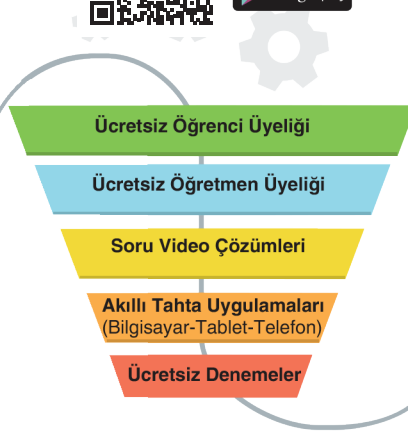 Ücretsiz Öğrenci Üyeliği
Ücretsiz Öğretmen Üyeliği
Soru Video Çözümleri
Akıllı Tahta Uygulamaları
(Bilgisayar-Tablet-Telefon)
Ücretsiz Denemeler